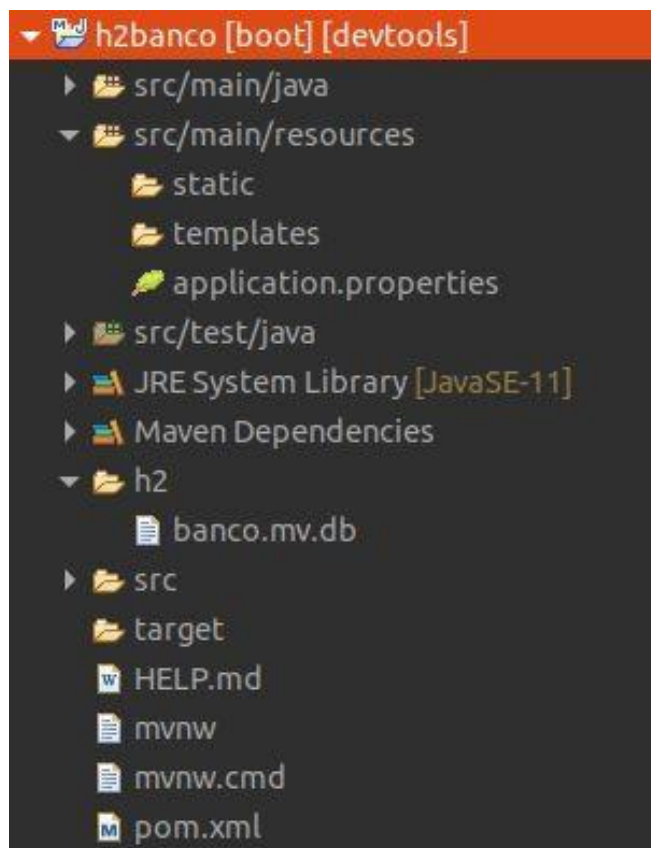 h2banco [boot] [devtools]
src/main/java
src/main/resources
static
templates
application.properties
src/test/java
JRE System Library [JavaSE-11]
Maven Dependencies
h2
banco.mv.db
src
target
HELP.md
mvnw
mvnw.cmd
pom.xml